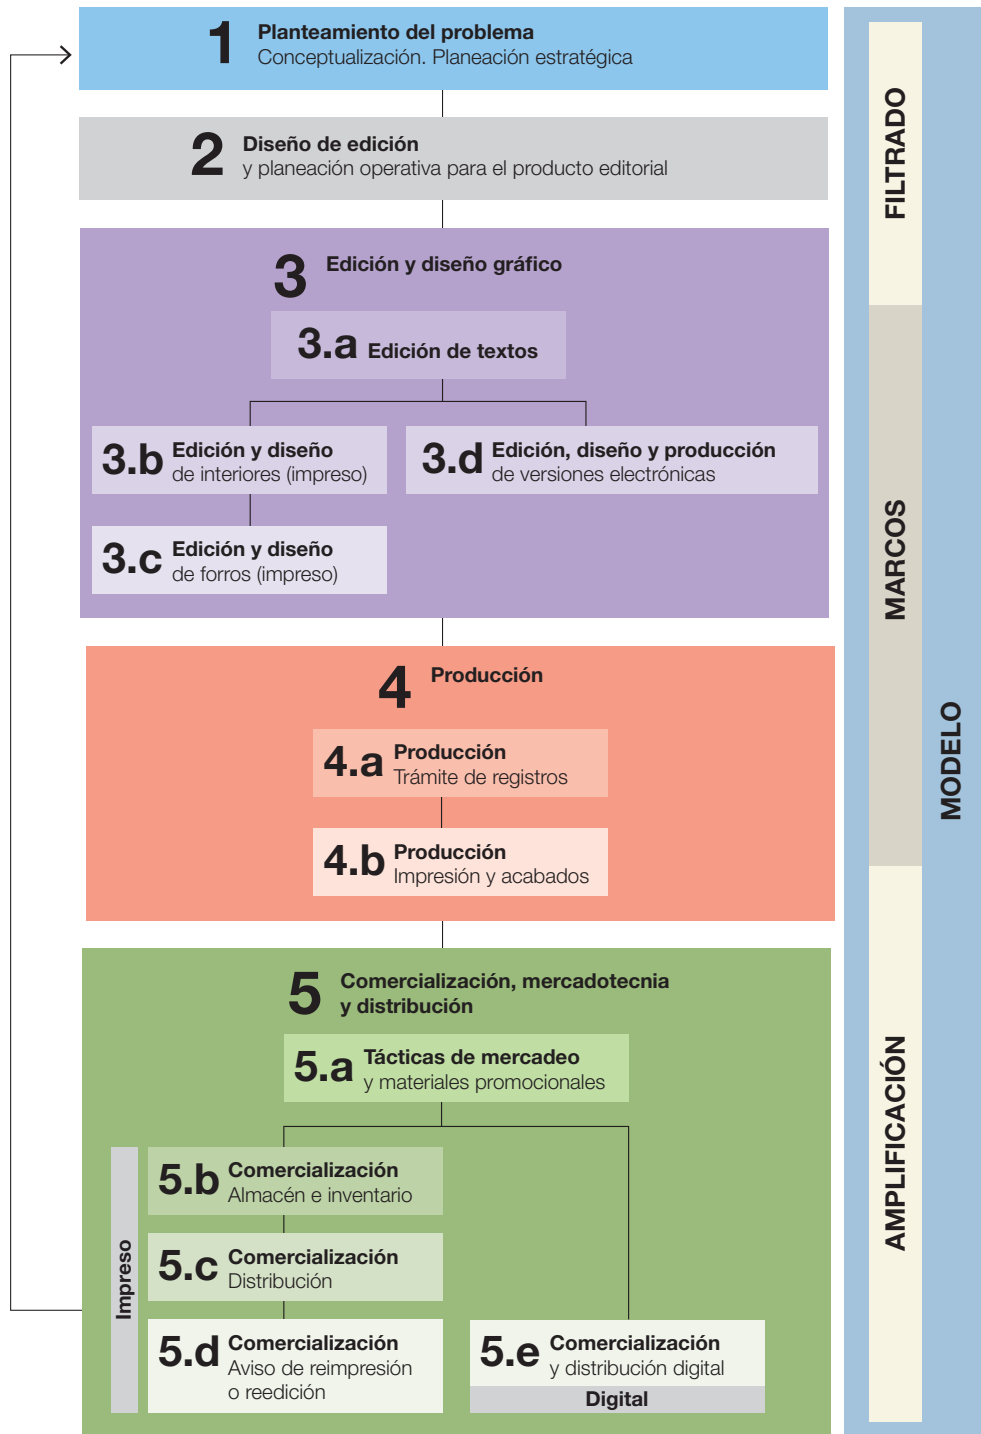 1 Planteamiento del problema
Conceptualización. Planeación estratégica
2 Diseño de edición
y planeación operativa para el producto editorial
3 Edición y diseño gráfico
3.a Edición de textos
3.b Edición y diseño
de interiores (impreso)
3.d Edición, diseño y producción
de versiones electrónicas
3.c Edición y diseño
de forros (impreso)
4 Producción
4.a Producción
Trámite de registros
4.b Producción
Impresión y acabados
5 Comercialización, mercadotecnia
y distribución
5.a Tácticas de mercadeo
y materiales promocionales
Impreso
5.b Comercialización
Almacén e inventario
5.c Comercialización
Distribución
5.d Comercialización
Aviso de reimpresión
o reedición
5.e Comercialización
y distribución digital
Digital
FILTRADO
MARCOS
AMPLIFICACIÓN
MODELO